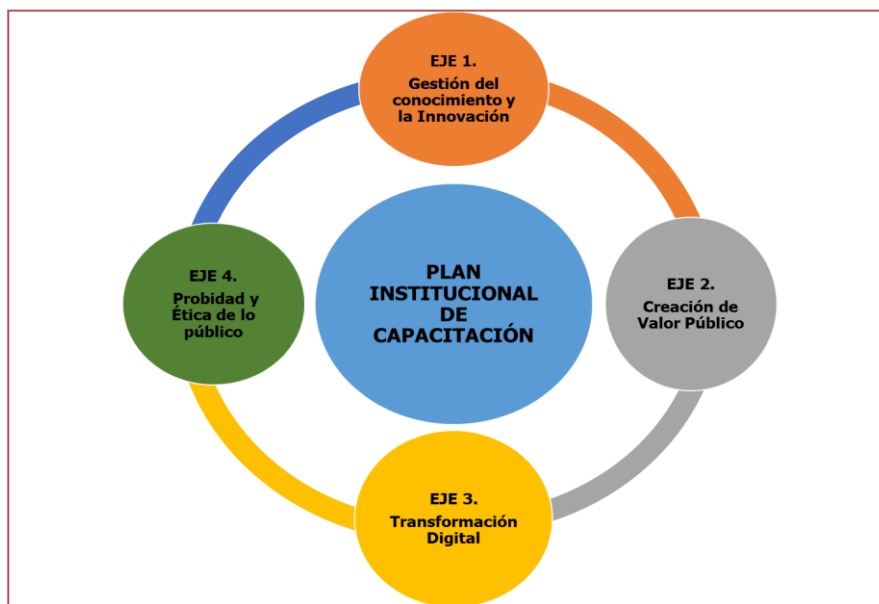 EJE 1.
Gestión del
conocimiento y
la Innovación
EJE 4.
Probidad y
Ética de lo
público
PLAN
INSTITUCIONAL
DE
CAPACITACIÓN
EJE 2.
Creación de
Valor Público
EJE 3.
Transformación
Digital